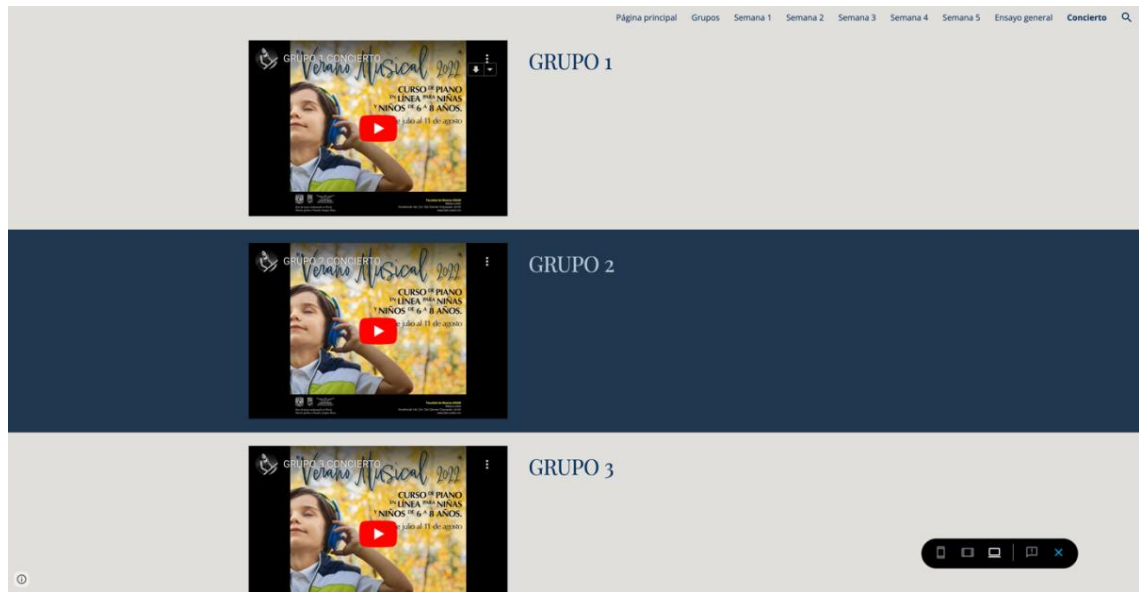 Página principal Grupos Semana 1 Semana 2 Semana 3 Semana 4 Semana 5 Ensayo general Concierto
GRUPO 1 CONCIERTO
Verano Musical 2022
CURSO DE PIANO
EN LÍNEA PARA NIÑAS
Y NIÑOS DE 6 A 8 AÑOS.
julio al 11 de agosto
GRUPO 1
GRUPO 2 CONCIERTO
Verano Musical 2022
CURSO DE PIANO
EN LÍNEA PARA NIÑAS
Y NIÑOS DE 6 A 8 AÑOS.
julio al 11 de agosto
GRUPO 2
GRUPO 3 CONCIERTO
Verano Musical 2022
CURSO DE PIANO
EN LÍNEA PARA NIÑAS
Y NIÑOS DE 6 A 8 AÑOS.
julio al 11 de agosto
GRUPO 3